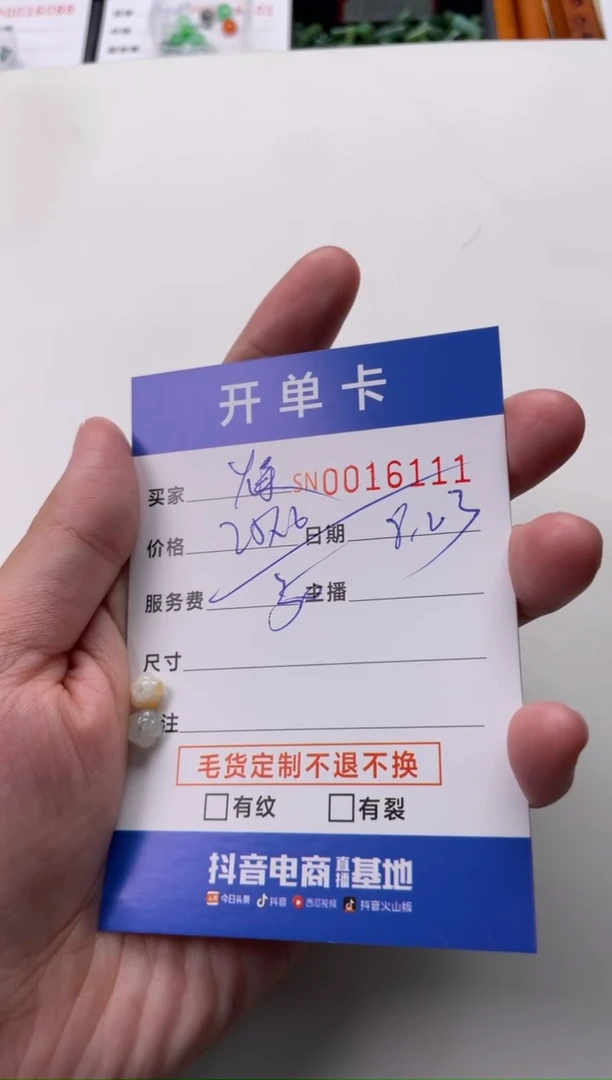 开单卡
买家 SN0016111
价格 日期 8.23
服务费 主播
尺寸
注
毛货定制不退不换
有纹 有裂
抖音电商直播基地
今日头条 抖音 西瓜视频 抖音火山版